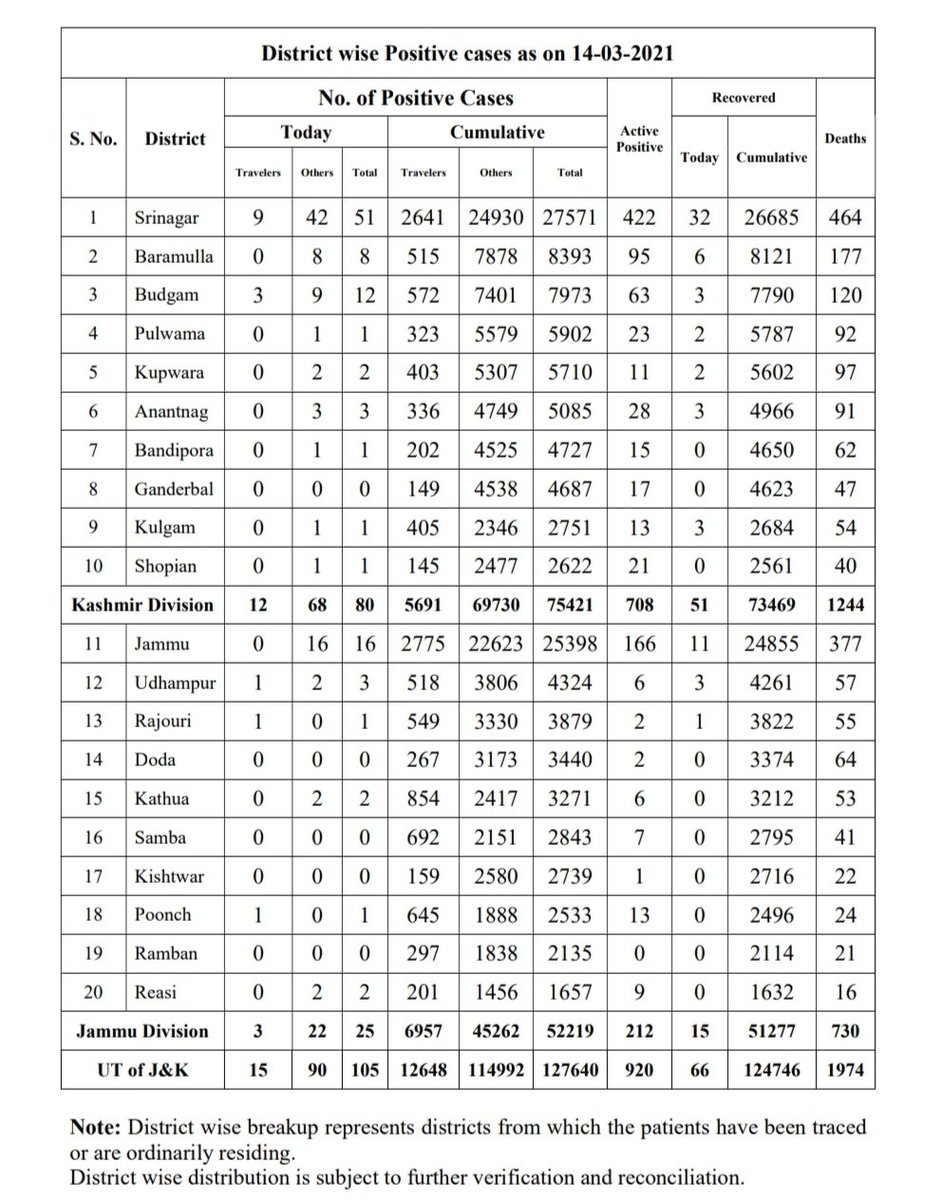 District wise Positive cases as on 14-03-2021
S. No. District No. of Positive Cases Active Positive Recovered Deaths
Today Cumulative Today Cumulative
Travelers Others Total Travelers Others Total
1 Srinagar 9 42 51 2641 24930 27571 422 32 26685 464
2 Baramulla 0 8 8 515 7878 8393 95 6 8121 177
3 Budgam 3 9 12 572 7401 7973 63 3 7790 120
4 Pulwama 0 1 1 323 5579 5902 23 2 5787 92
5 Kupwara 0 2 2 403 5307 5710 11 2 5602 97
6 Anantnag 0 3 3 336 4749 5085 28 3 4966 91
7 Bandipora 0 1 1 202 4525 4727 15 0 4650 62
8 Ganderbal 0 0 0 149 4538 4687 17 0 4623 47
9 Kulgam 0 1 1 405 2346 2751 13 3 2684 54
10 Shopian 0 1 1 145 2477 2622 21 0 2561 40
Kashmir Division 12 68 80 5691 69730 75421 708 51 73469 1244
11 Jammu 0 16 16 2775 22623 25398 166 11 24855 377
12 Udhampur 1 2 3 518 3806 4324 6 3 4261 57
13 Rajouri 1 0 1 549 3330 3879 2 1 3822 55
14 Doda 0 0 0 267 3173 3440 2 0 3374 64
15 Kathua 0 2 2 854 2417 3271 6 0 3212 53
16 Samba 0 0 0 692 2151 2843 7 0 2795 41
17 Kishtwar 0 0 0 159 2580 2739 1 0 2716 22
18 Poonch 1 0 1 645 1888 2533 13 0 2496 24
19 Ramban 0 0 0 297 1838 2135 0 0 2114 21
20 Reasi 0 2 2 201 1456 1657 9 0 1632 16
Jammu Division 3 22 25 6957 45262 52219 212 15 51277 730
UT of J&K 15 90 105 12648 114992 127640 920 66 124746 1974
Note: District wise breakup represents districts from which the patients have been traced
or are ordinarily residing.
District wise distribution is subject to further verification and reconciliation.